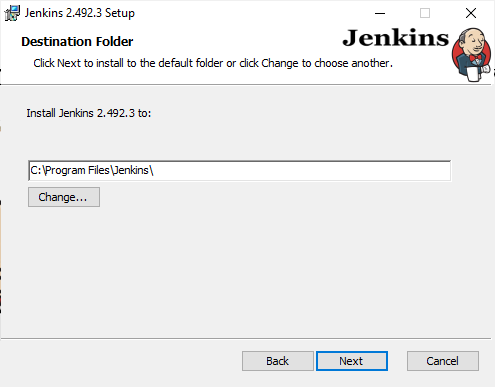 Jenkins 2.492.3 Setup
Destination Folder
Jenkins
Click Next to install to the default folder or click Change to choose another.
Install Jenkins 2.492.3 to:
C:\Program Files\Jenkins\
Change...
Back
Next
Cancel